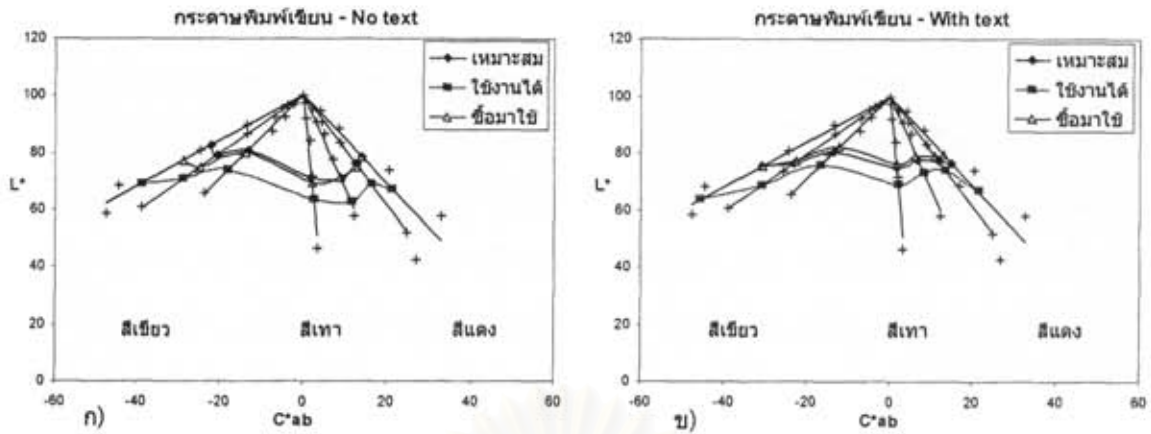 กระดาษพิมพ์เขียน - No text
120
100
80
60
40
20
0
L*
เหมาะสม
ใช้งานได้
ซื้อมาใช้
สีเขียว สีเทา สีแดง
-60 -40 -20 0 20 40 60
ก) C*ab
กระดาษพิมพ์เขียน - With text
120
100
80
60
40
20
0
L*
เหมาะสม
ใช้งานได้
ซื้อมาใช้
สีเขียว สีเทา สีแดง
-60 -40 -20 0 20 40 60
ข) C*ab